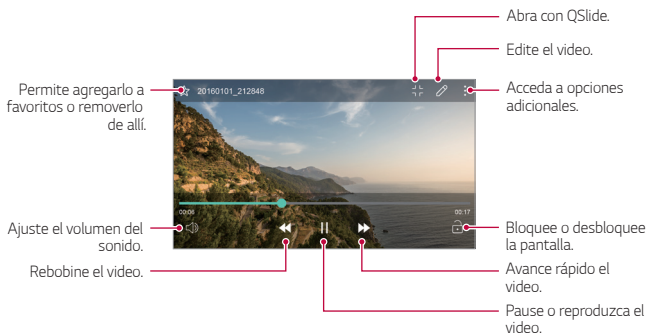 Abra con QSlide.
Edite el video.
Permite agregarlo a
favoritos o removerlo
de allí.
20160101_212848
Acceda a opciones
adicionales.
00:06
00:17
Ajuste el volumen del
sonido.
Bloquee o desbloquee
la pantalla.
Rebobine el video.
Avance rápido el
video.
Pause o reproduzca el
video.